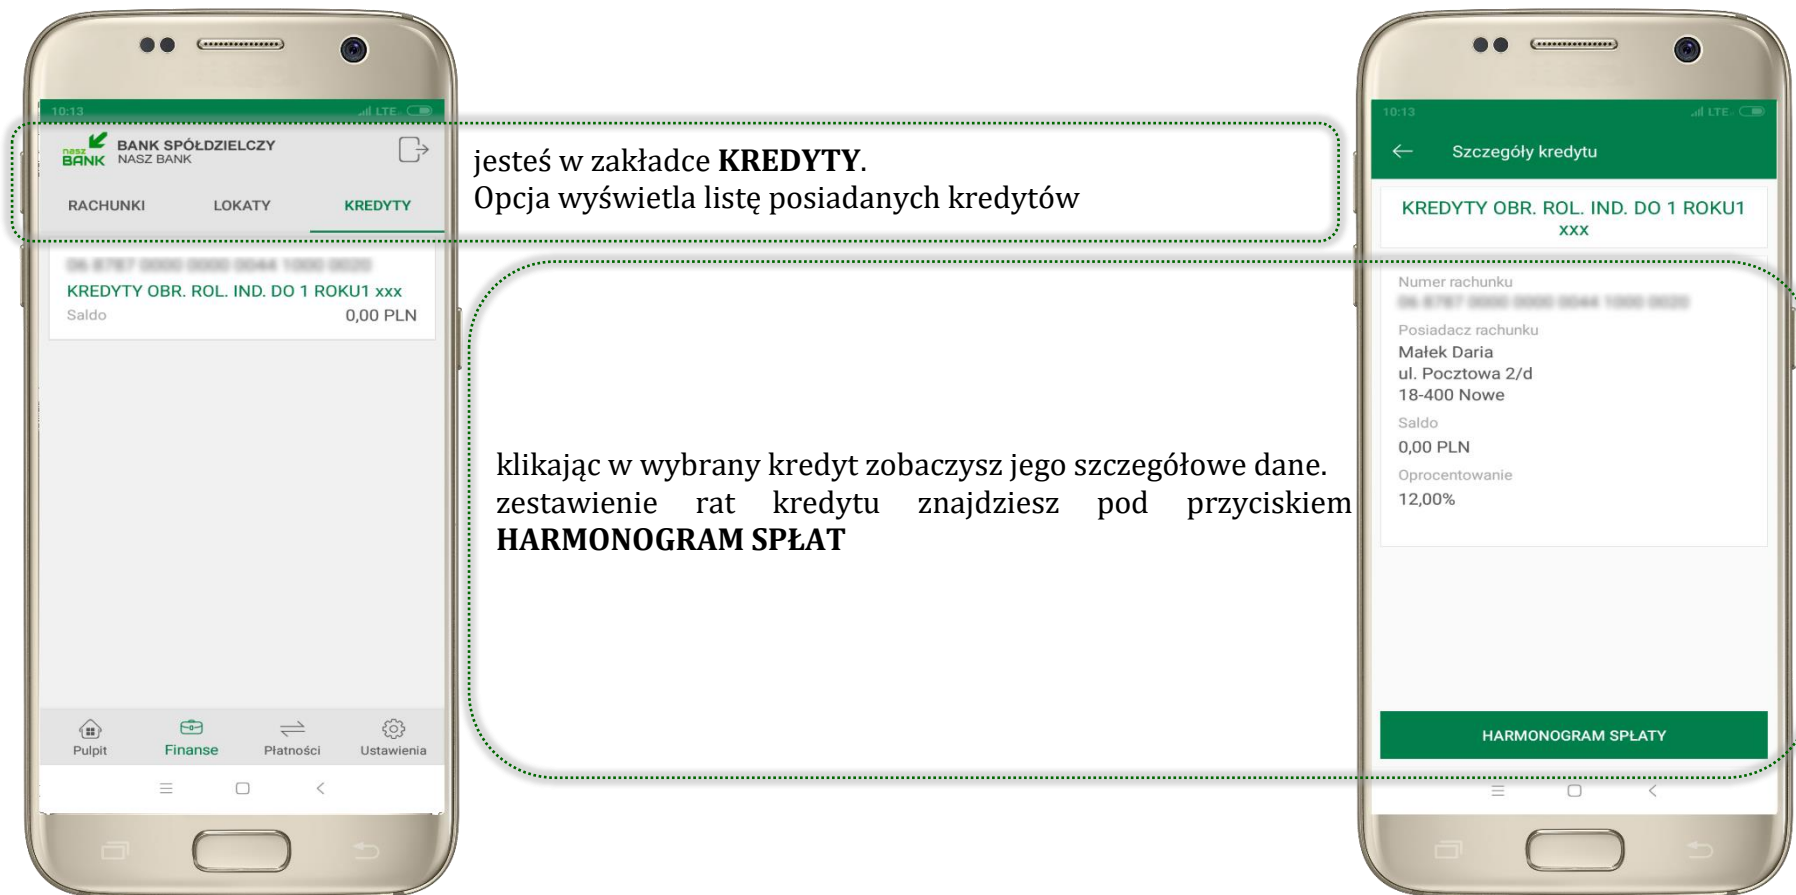 10:13
LTE
nasz
BANK
BANK SPÓŁDZIELCZY
NASZ BANK
RACHUNKI LOKATY KREDYTY
KREDYTY OBR. ROL. IND. DO 1 ROKU1 xxx
Saldo 0,00 PLN
Pulpit Finanse Płatności Ustawienia
jesteś w zakładce KREDYTY.
Opcja wyświetla listę posiadanych kredytów
klikając w wybrany kredyt zobaczysz jego szczegółowe dane.
zestawienie rat kredytu znajdziesz pod przyciskiem
HARMONOGRAM SPŁAT
10:13
LTE
Szczegóły kredytu
KREDYTY OBR. ROL. IND. DO 1 ROKU1
xxx
Numer rachunku
Posiadacz rachunku
Małek Daria
ul. Pocztowa 2/d
18-400 Nowe
Saldo
0,00 PLN
Oprocentowanie
12,00%
HARMONOGRAM SPŁATY